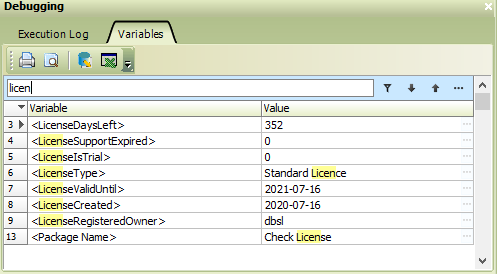 Debugging
Execution Log Variables
licen
Variable Value
3 <LicenseDaysLeft> 352
4 <LicenseSupportExpired> 0
5 <LicenseIsTrial> 0
6 <LicenseType> Standard Licence
7 <LicenseValidUntil> 2021-07-16
8 <LicenseCreated> 2020-07-16
9 <LicenseRegisteredOwner> dbsl
13 <Package Name> Check License